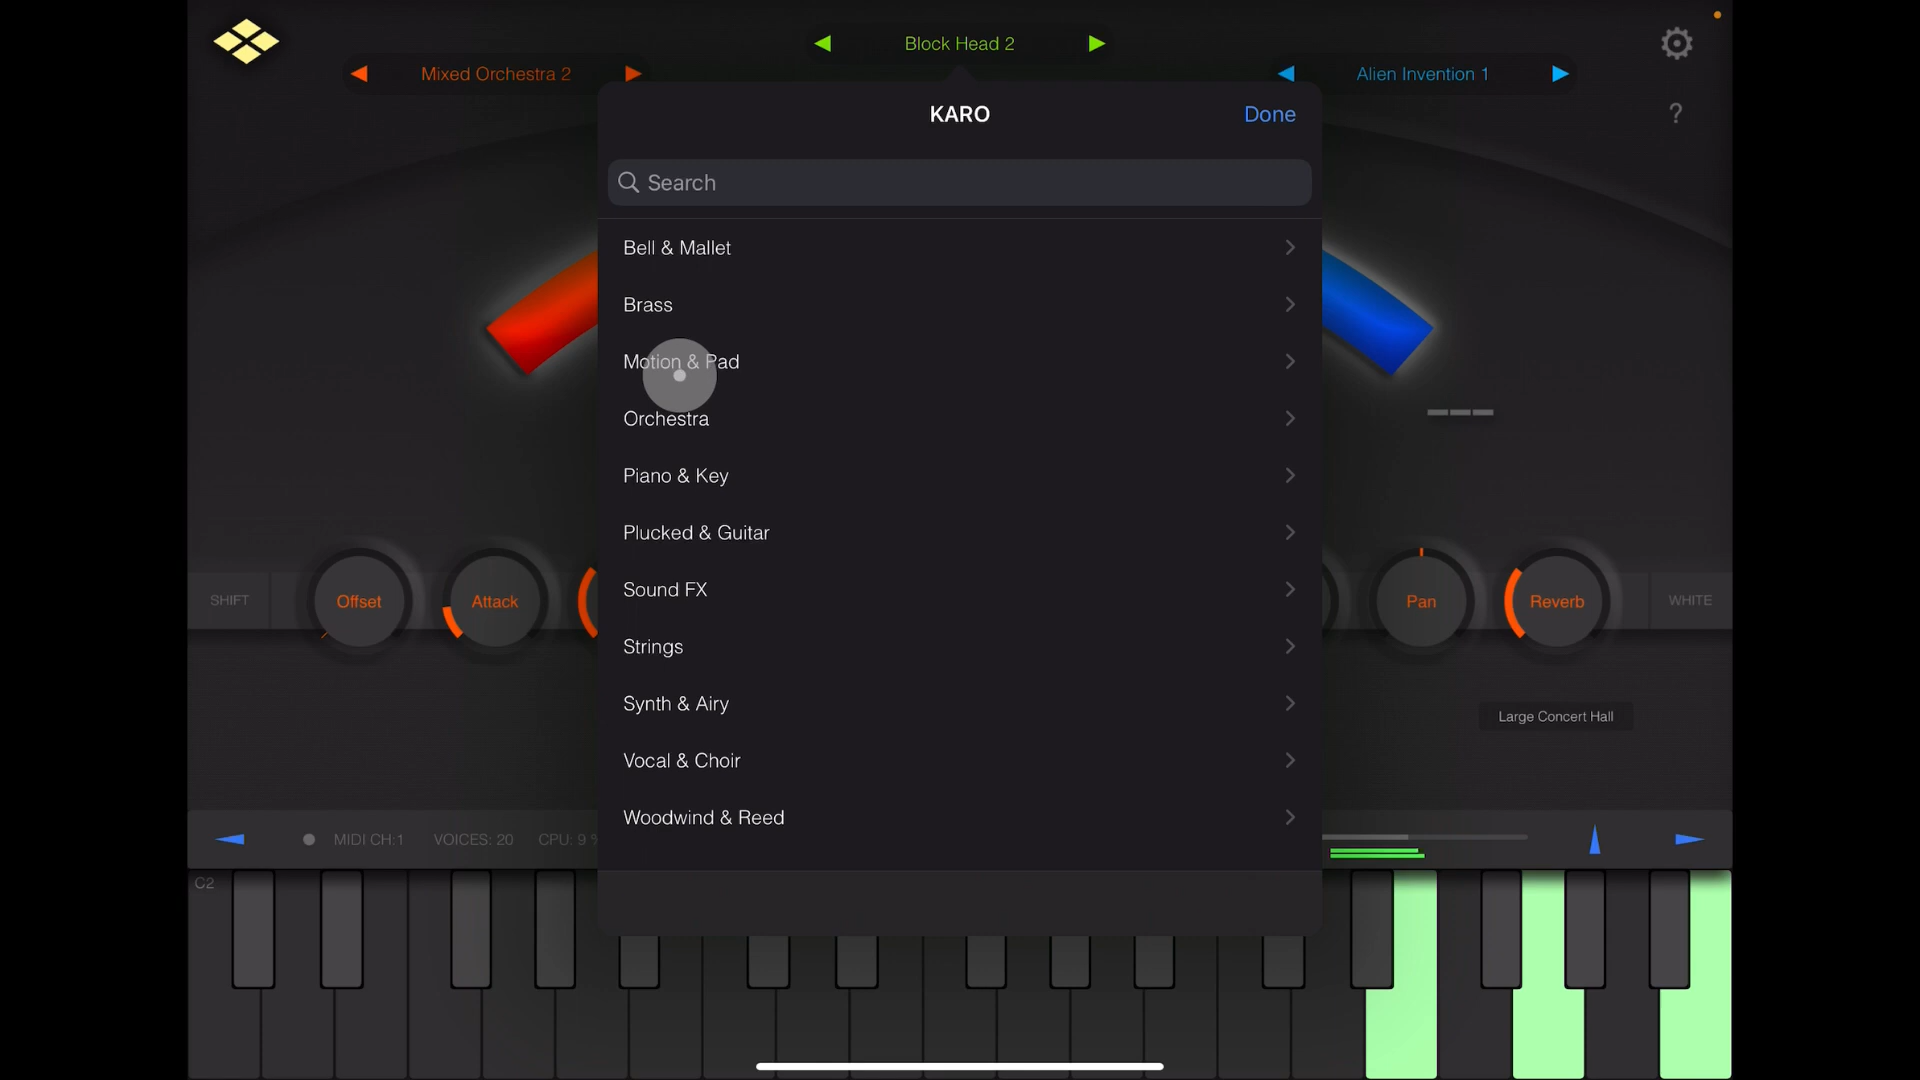 Block Head 2
Mixed Orchestra 2
Alien Invention 1
KARO
Done
?
Search
Bell & Mallet
Brass
Motion & Pad
Orchestra
Piano & Key
Plucked & Guitar
Sound FX
Strings
Synth & Airy
Vocal & Choir
Woodwind & Reed
SHIFT
Offset
Attack
Pan
Reverb
WHITE
Large Concert Hall
MIDI CH:1
VOICES: 20
CPU: 9 %
C2